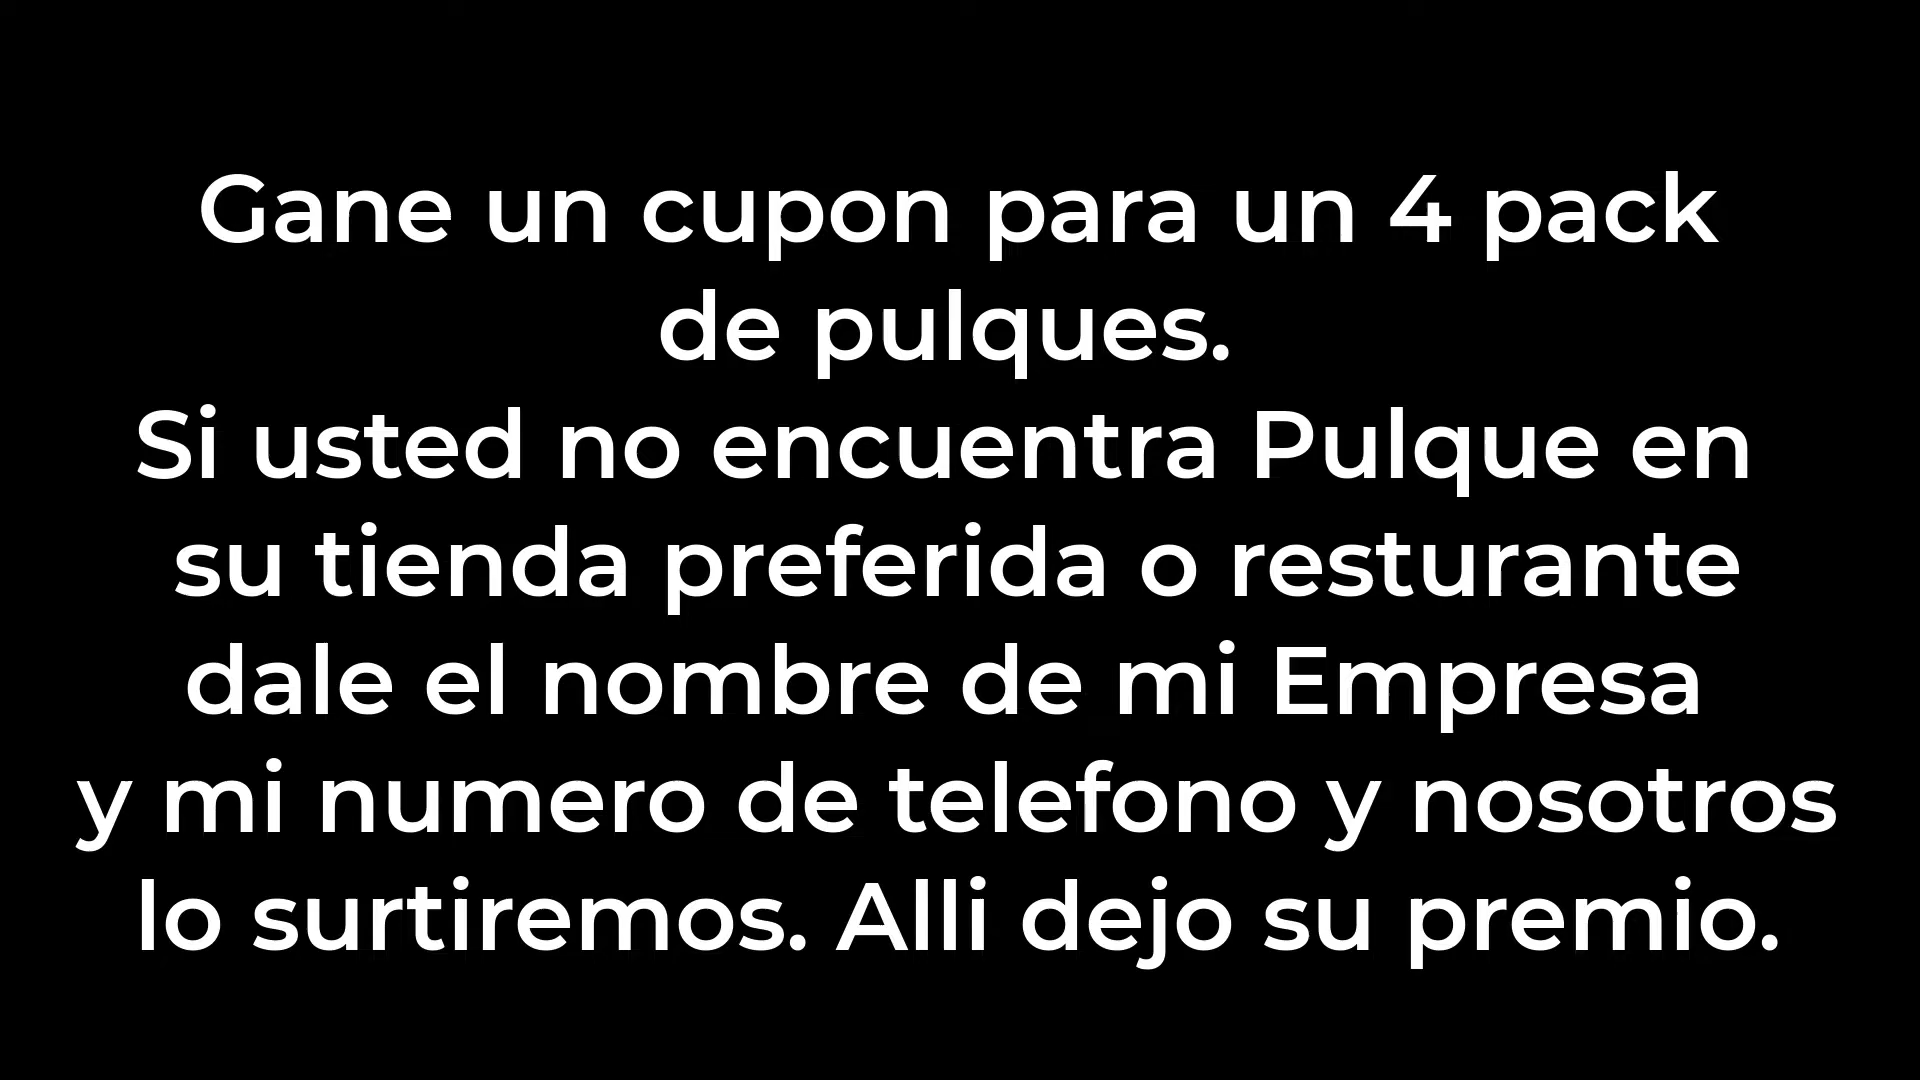 Gane un cupon para un 4 pack
de pulques.
Si usted no encuentra Pulque en
su tienda preferida o resturante
dale el nombre de mi Empresa
y mi numero de telefono y nosotros
lo surtiremos. Alli dejo su premio.